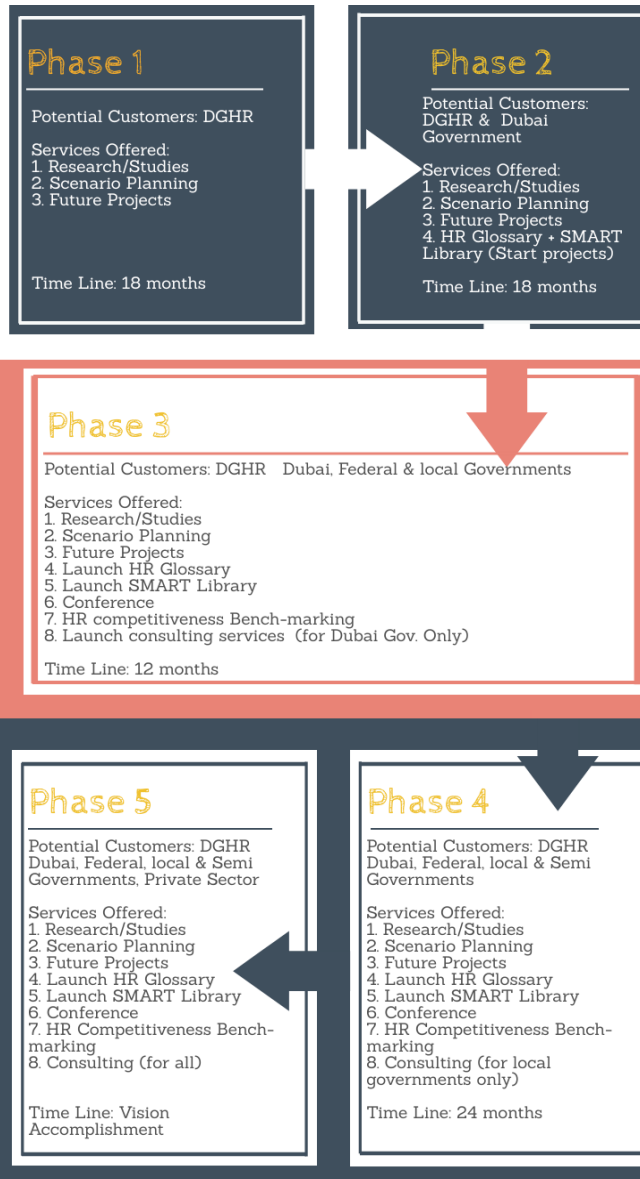 Phase 1
Potential Customers: DGHR
Services Offered:
1. Research/Studies
2. Scenario Planning
3. Future Projects
Time Line: 18 months
Phase 2
Potential Customers:
DGHR & Dubai
Government
Services Offered:
1. Research/Studies
2. Scenario Planning
3. Future Projects
4. HR Glossary + SMART
Library (Start projects)
Time Line: 18 months
Phase 3
Potential Customers: DGHR Dubai, Federal & local Governments
Services Offered:
1. Research/Studies
2. Scenario Planning
3. Future Projects
4. Launch HR Glossary
5. Launch SMART Library
6. Conference
7. HR competitiveness Bench-marking
8. Launch consulting services (for Dubai Gov. Only)
Time Line: 12 months
Phase 4
Potential Customers: DGHR
Dubai, Federal, local & Semi
Governments
Services Offered:
1. Research/Studies
2. Scenario Planning
3. Future Projects
4. Launch HR Glossary
5. Launch SMART Library
6. Conference
7. HR Competitiveness Bench-
marking
8. Consulting (for local
governments only)
Time Line: 24 months
Phase 5
Potential Customers: DGHR
Dubai, Federal, local & Semi
Governments, Private Sector
Services Offered:
1. Research/Studies
2. Scenario Planning
3. Future Projects
4. Launch HR Glossary
5. Launch SMART Library
6. Conference
7. HR Competitiveness Bench-
marking
8. Consulting (for all)
Time Line: Vision
Accomplishment